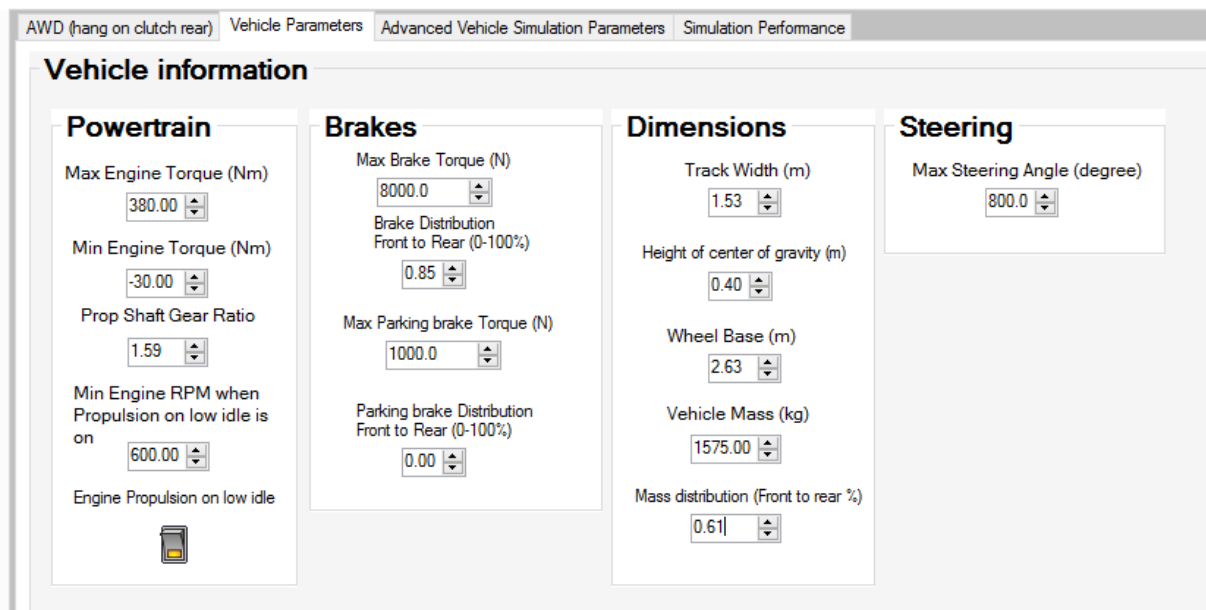 AWD (hang on clutch rear)
Vehicle Parameters
Advanced Vehicle Simulation Parameters
Simulation Performance
Vehicle information
Powertrain
Max Engine Torque (Nm)
380.00
Min Engine Torque (Nm)
-30.00
Prop Shaft Gear Ratio
1.59
Min Engine RPM when
Propulsion on low idle is
on
600.00
Engine Propulsion on low idle
Brakes
Max Brake Torque (N)
8000.0
Brake Distribution
Front to Rear (0-100%)
0.85
Max Parking brake Torque (N)
1000.0
Parking brake Distribution
Front to Rear (0-100%)
0.00
Dimensions
Track Width (m)
1.53
Height of center of gravity (m)
0.40
Wheel Base (m)
2.63
Vehicle Mass (kg)
1575.00
Mass distribution (Front to rear %)
0.61
Steering
Max Steering Angle (degree)
800.0